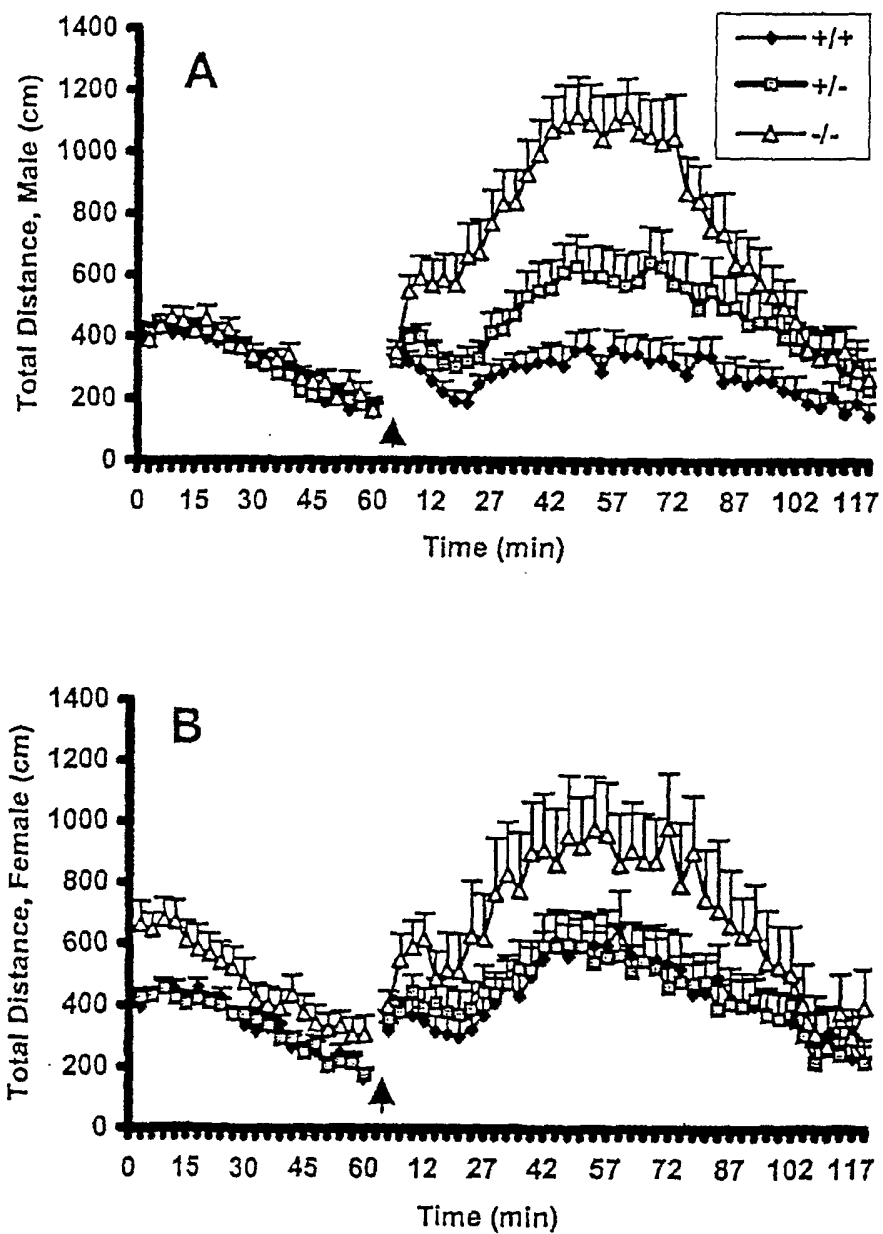 A
+/+
+/-
-/-
Total Distance, Male (cm)
1400
1200
1000
800
600
400
200
0
0 15 30 45 60 12 27 42 57 72 87 102 117
Time (min)
B
Total Distance, Female (cm)
1400
1200
1000
800
600
400
200
0
0 15 30 45 60 12 27 42 57 72 87 102 117
Time (min)